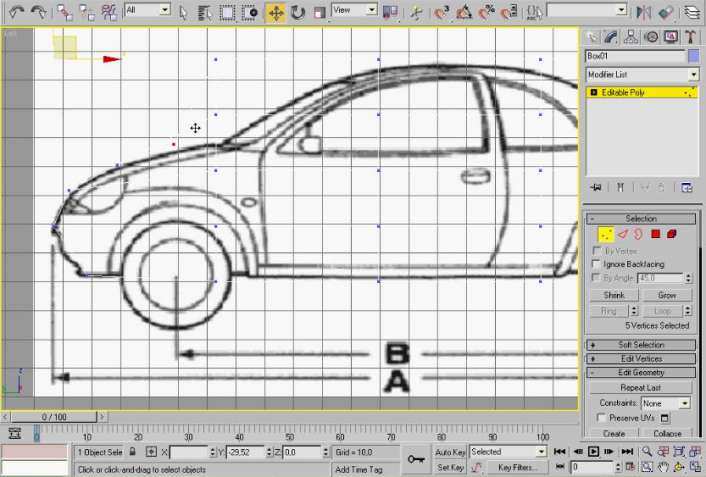 All
View
Box01
Modifier List
Editable Poly
Selection
By Vertex
Ignore Backfacing
By Angle: 45.0
Shrink
Grow
Ring
Loop
5 Vertices Selected
Soft Selection
Edit Vertices
Edit Geometry
Repeat Last
Constraints: None
Preserve UVs
Create
Collapse
B
A
0 / 100
0
10
20
30
40
50
60
70
80
90
100
1 Object Sele
X:
Y: -29,52
Z: 0,0
Grid = 10,0
Auto Key
Selected
Click or click-and-drag to select objects
Add Time Tag
Set Key
Key Filters...
0